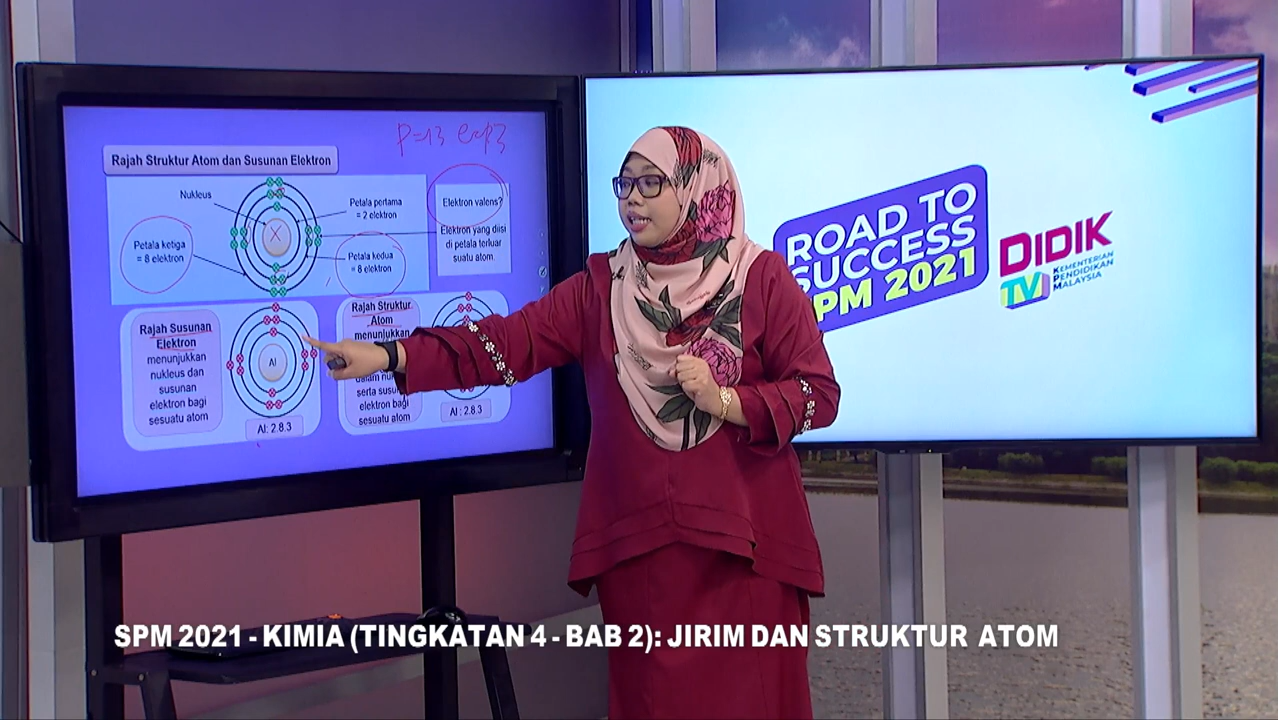 P=13 e=13
Rajah Struktur Atom dan Susunan Elektron
Nukleus
Petala pertama
= 2 elektron
Petala ketiga
= 8 elektron
Petala kedua
= 8 elektron
X
Elektron valens?
Elektron yang diisi
di petala terluar
suatu atom.
Rajah Susunan
Elektron
menunjukkan
nukleus dan
susunan
elektron bagi
sesuatu atom
Al
Al: 2.8.3
Rajah Struktur
Atom
menunjukkan
serta
elektron bagi
sesuatu atom
Al : 2.8.3
ROAD TO
SUCCESS
SPM 2021
DIDIK
TV
KEMENTERIAN
PENDIDIKAN
MALAYSIA
SPM 2021 - KIMIA (TINGKATAN 4 - BAB 2): JIRIM DAN STRUKTUR ATOM